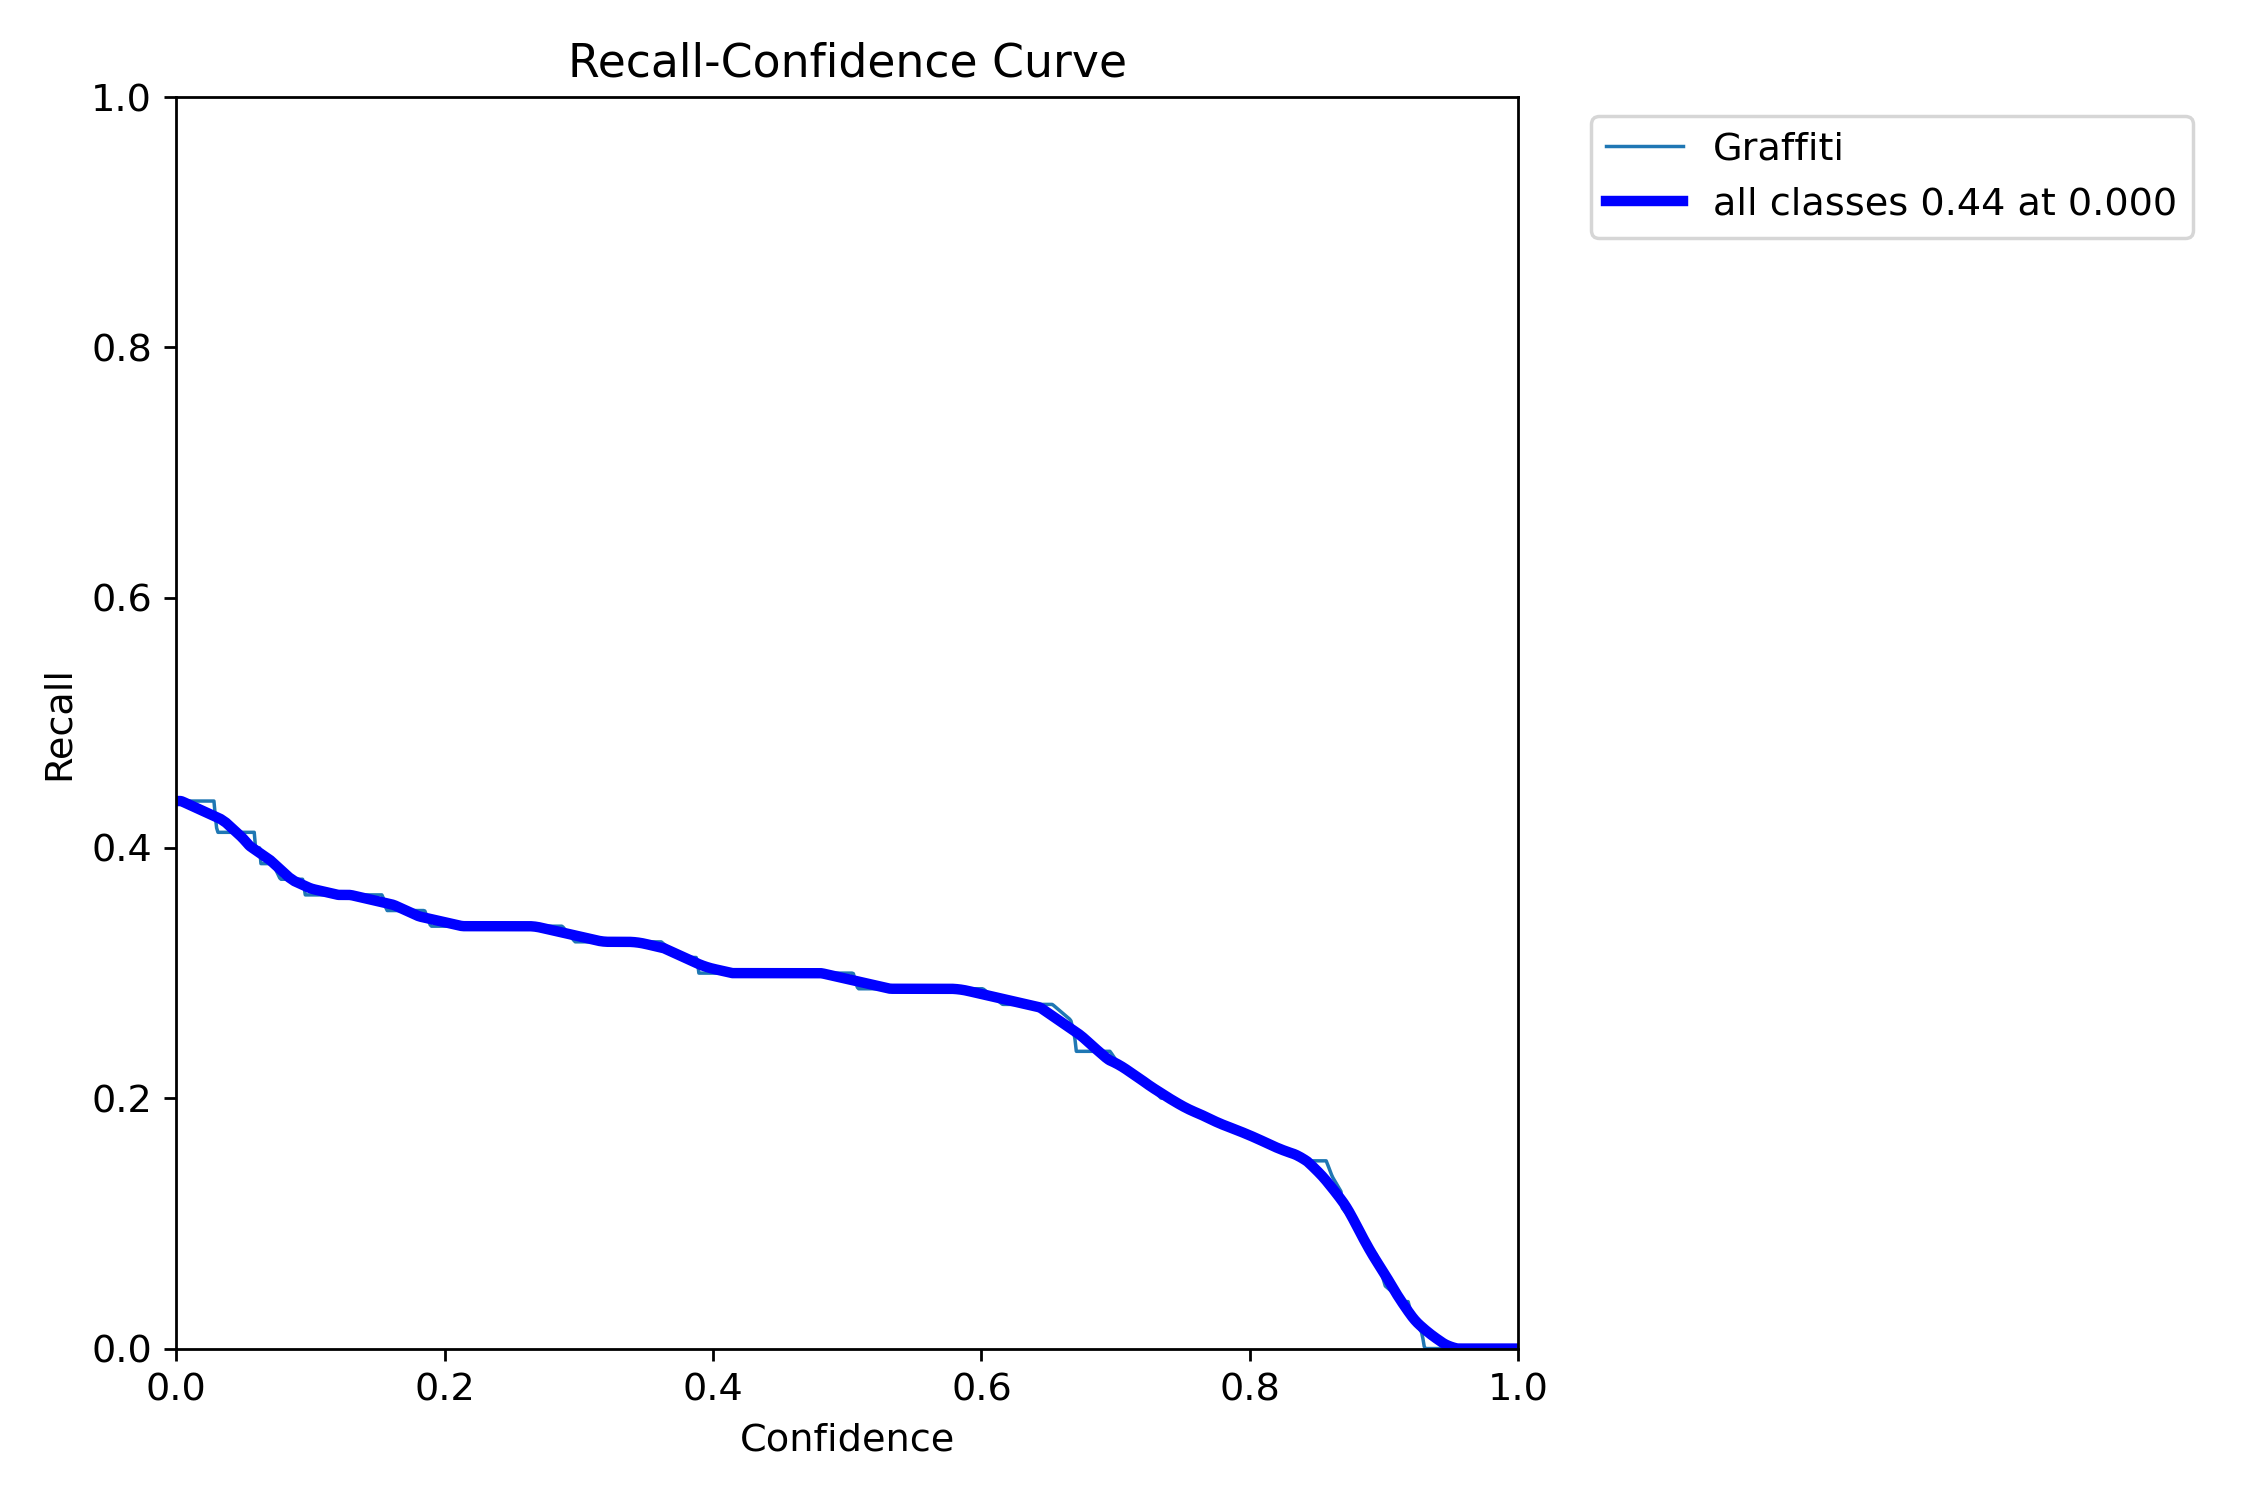 Recall-Confidence Curve
1.0
0.8
0.6
0.4
0.2
0.0
Recall
0.0 0.2 0.4 0.6 0.8 1.0
Confidence
Graffiti
all classes 0.44 at 0.000